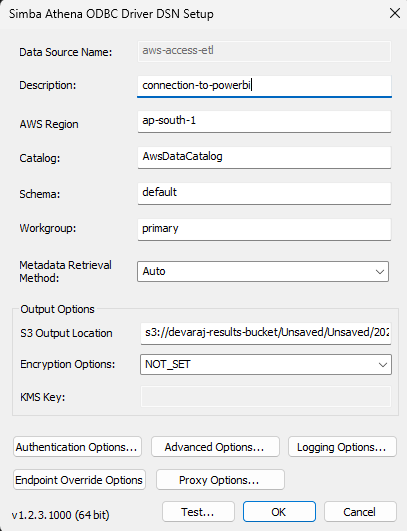 Simba Athena ODBC Driver DSN Setup
Data Source Name: aws-access-etl
Description: connection-to-powerbi
AWS Region ap-south-1
Catalog: AwsDataCatalog
Schema: default
Workgroup: primary
Metadata Retrieval
Method: Auto
Output Options
S3 Output Location s3://devaraj-results-bucket/Unsaved/Unsaved/202
Encryption Options: NOT_SET
KMS Key:
Authentication Options... Advanced Options... Logging Options...
Endpoint Override Options Proxy Options...
v1.2.3.1000 (64 bit) Test... OK Cancel